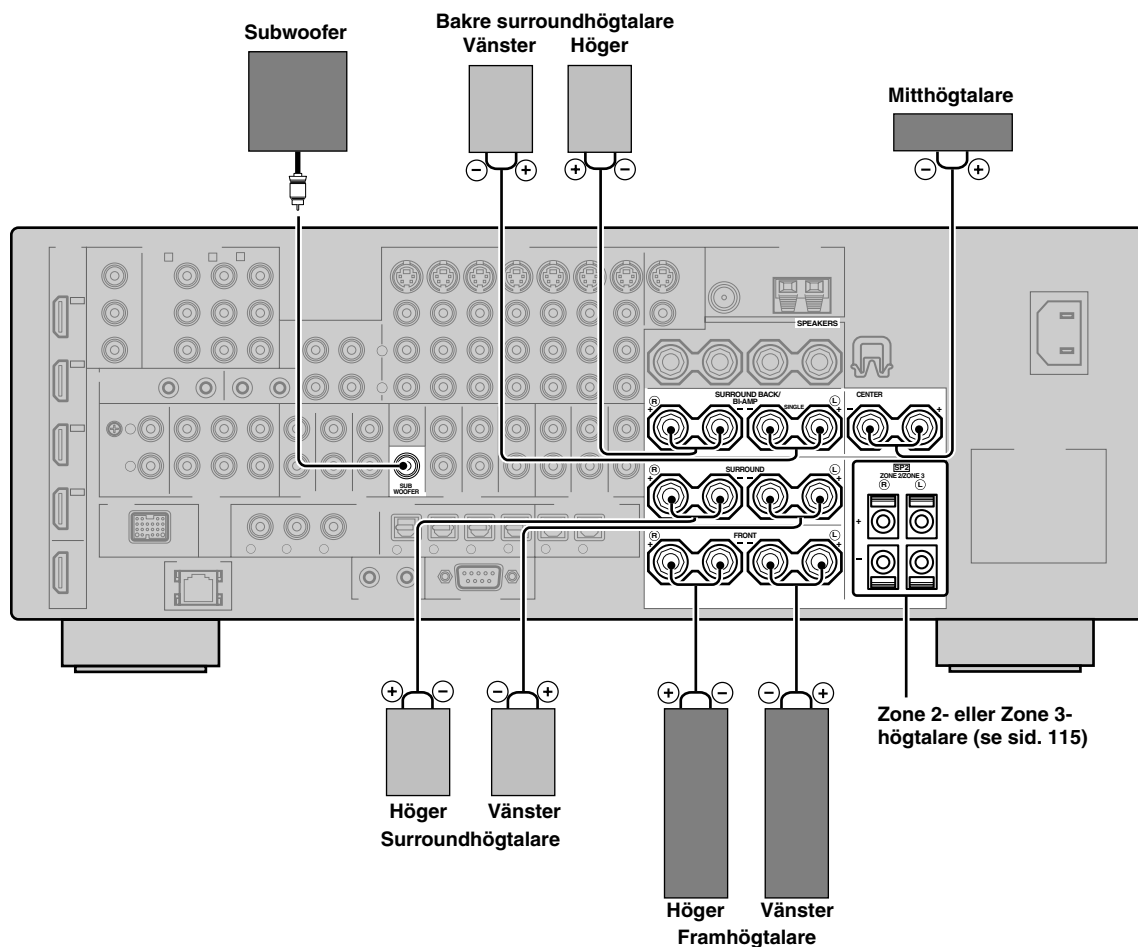 Bakre surroundhögtalare
Subwoofer
Vänster Höger
Mitthögtalare
− + + −
− +
SPEAKERS
R SURROUND BACK/ L CENTER
BI-AMP
+ − − SINGLE + − +
R SURROUND L
+ − − +
SUB
WOOFER
SP2
ZONE 2/ZONE 3
R L
+
−
R FRONT L
+ − − +
+ − − + + − − +
Zone 2- eller Zone 3-
högtalare (se sid. 115)
Höger Vänster
Surroundhögtalare
Höger Vänster
Framhögtalare